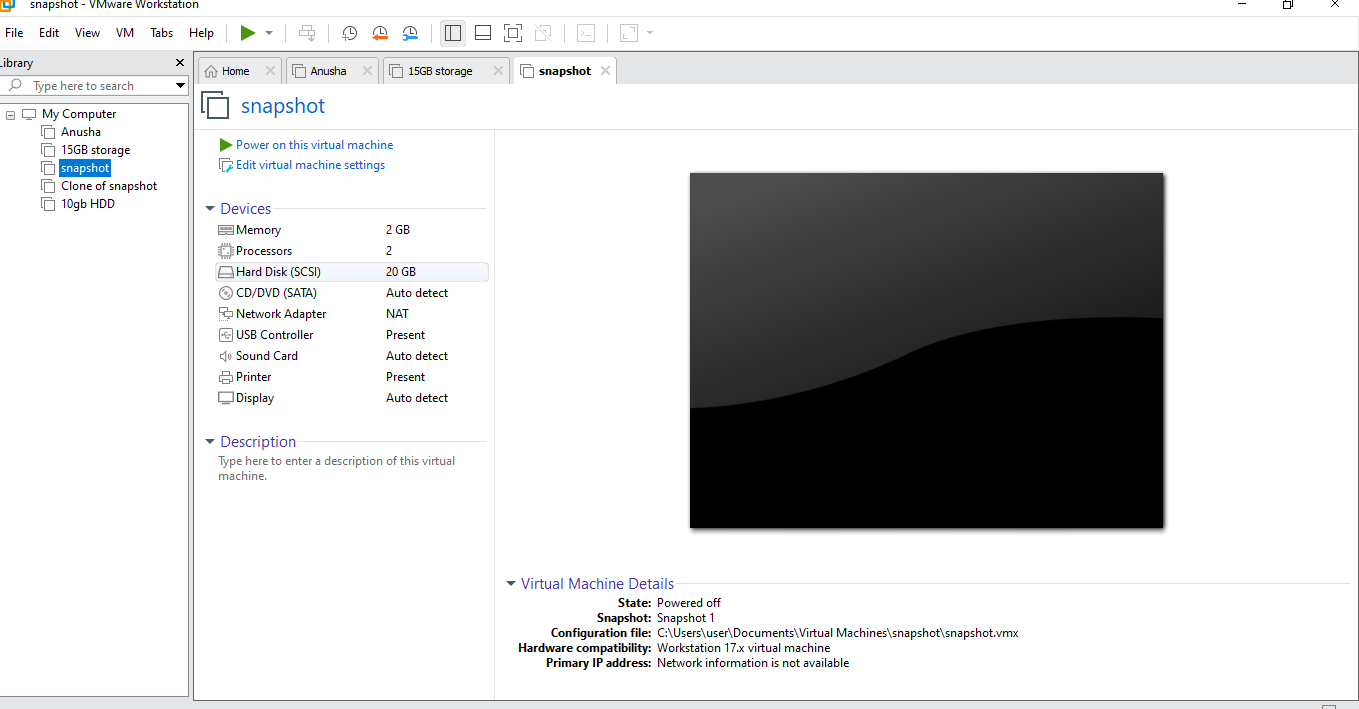 snapshot - VMware Workstation
File Edit View VM Tabs Help
Library
Type here to search
My Computer
Anusha
15GB storage
snapshot
Clone of snapshot
10gb HDD
Home Anusha 15GB storage snapshot
snapshot
Power on this virtual machine
Edit virtual machine settings
Devices
Memory 2 GB
Processors 2
Hard Disk (SCSI) 20 GB
CD/DVD (SATA) Auto detect
Network Adapter NAT
USB Controller Present
Sound Card Auto detect
Printer Present
Display Auto detect
Description
Type here to enter a description of this virtual
machine.
Virtual Machine Details
State: Powered off
Snapshot: Snapshot 1
Configuration file: C:\Users\user\Documents\Virtual Machines\snapshot\snapshot.vmx
Hardware compatibility: Workstation 17.x virtual machine
Primary IP address: Network information is not available